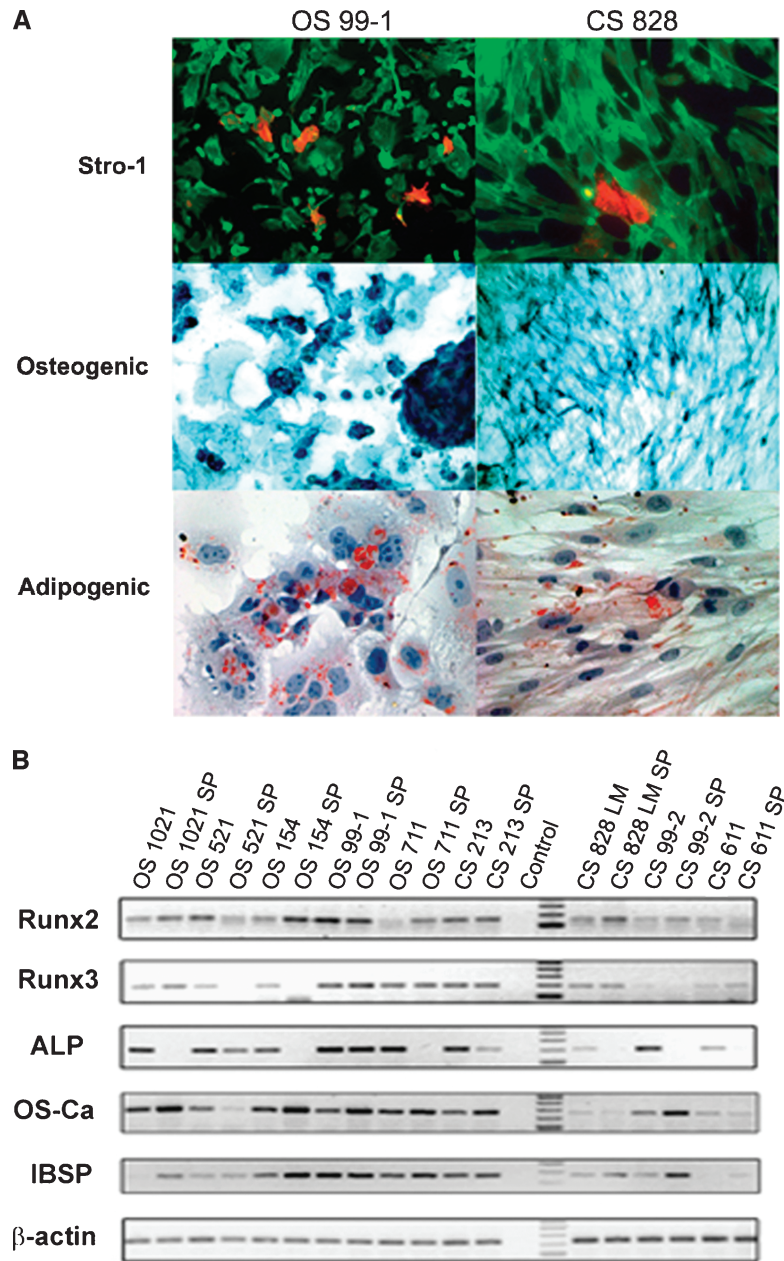 A
OS 99-1
CS 828
Stro-1
Osteogenic
Adipogenic
B
OS 1021
OS 1021 SP
OS 521
OS 521 SP
OS 154
OS 154 SP
OS 99-1
OS 99-1 SP
OS 711
OS 711 SP
CS 213
CS 213 SP
Control
CS 828 LM
CS 828 LM SP
CS 99-2
CS 99-2 SP
CS 611
CS 611 SP
Runx2
Runx3
ALP
OS-Ca
IBSP
β-actin